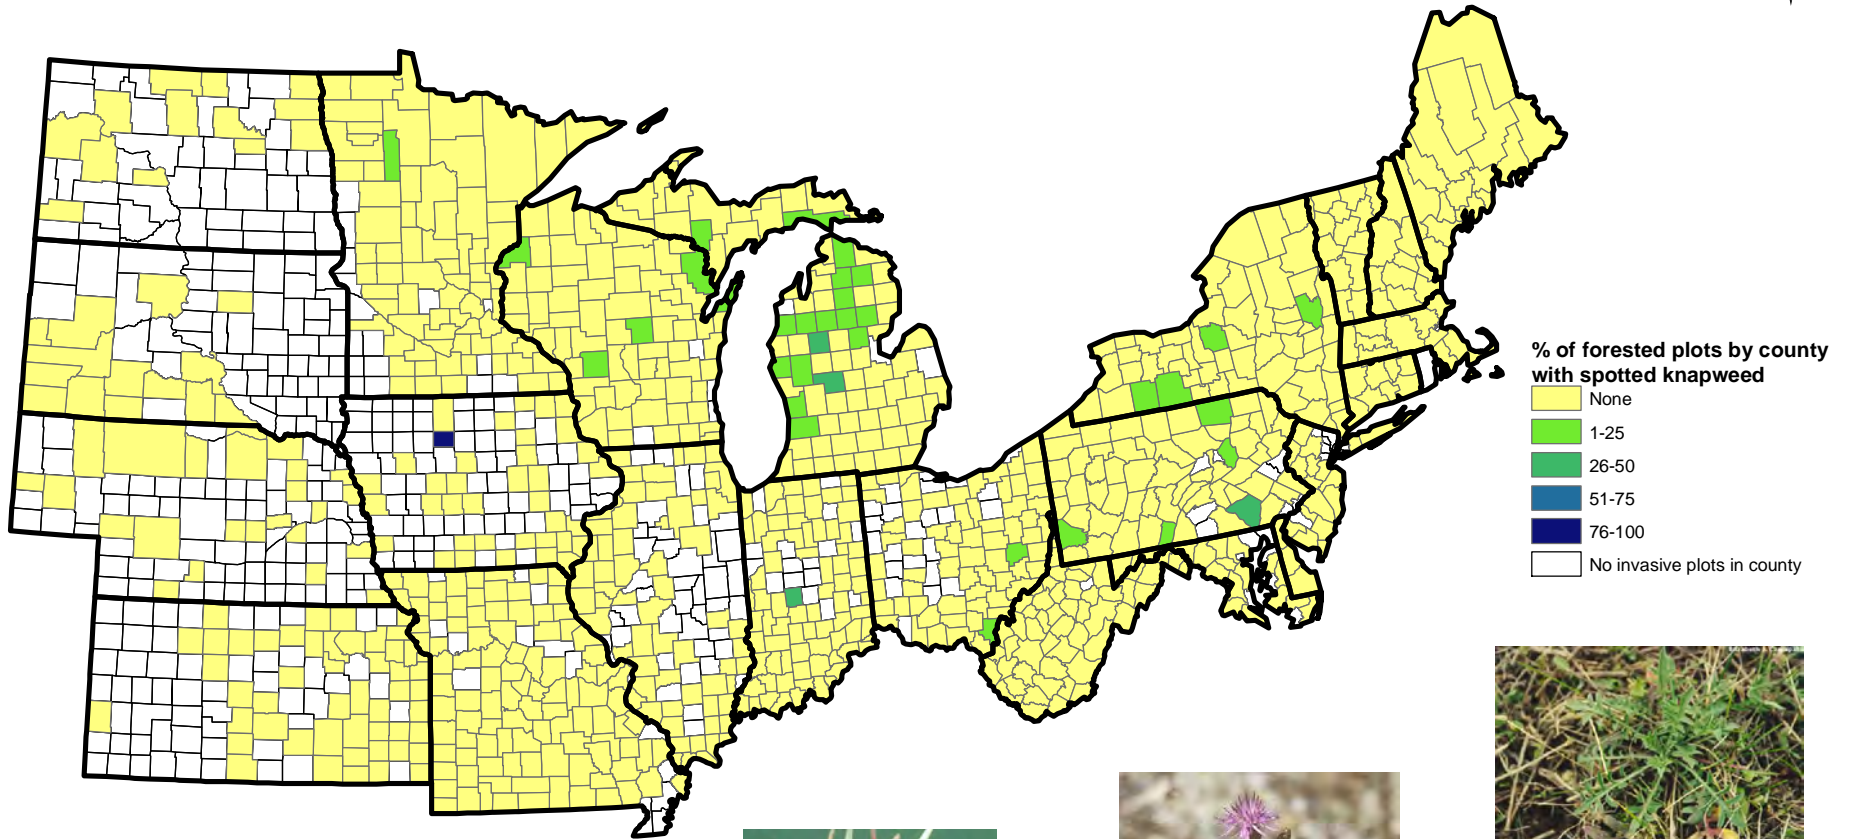 % of forested plots by county
with spotted knapweed
None
1-25
26-50
51-75
76-100
No invasive plots in county